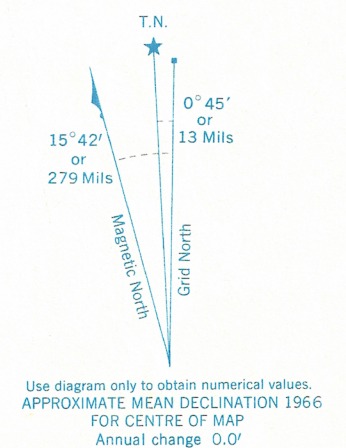 T.N.
0° 45′
or
13 Mils
15° 42′
or
279 Mils
Magnetic North
Grid North
Use diagram only to obtain numerical values.
APPROXIMATE MEAN DECLINATION 1966
FOR CENTRE OF MAP
Annual change 0.0′